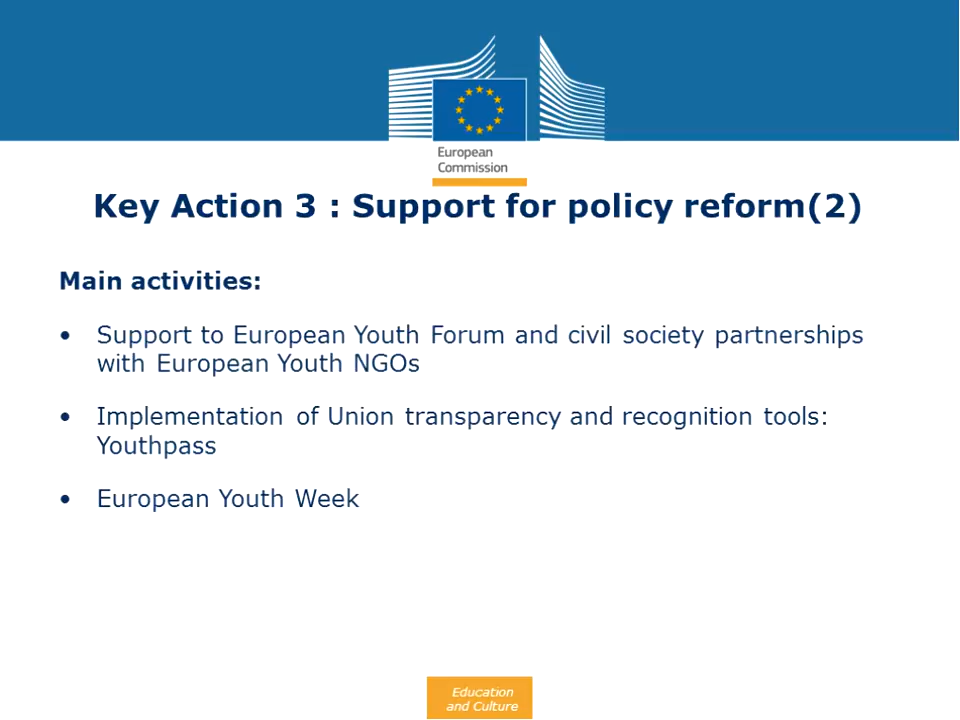 European
Commission
Key Action 3 : Support for policy reform(2)
Main activities:
• Support to European Youth Forum and civil society partnerships
with European Youth NGOs
• Implementation of Union transparency and recognition tools:
Youthpass
• European Youth Week
Education
and Culture